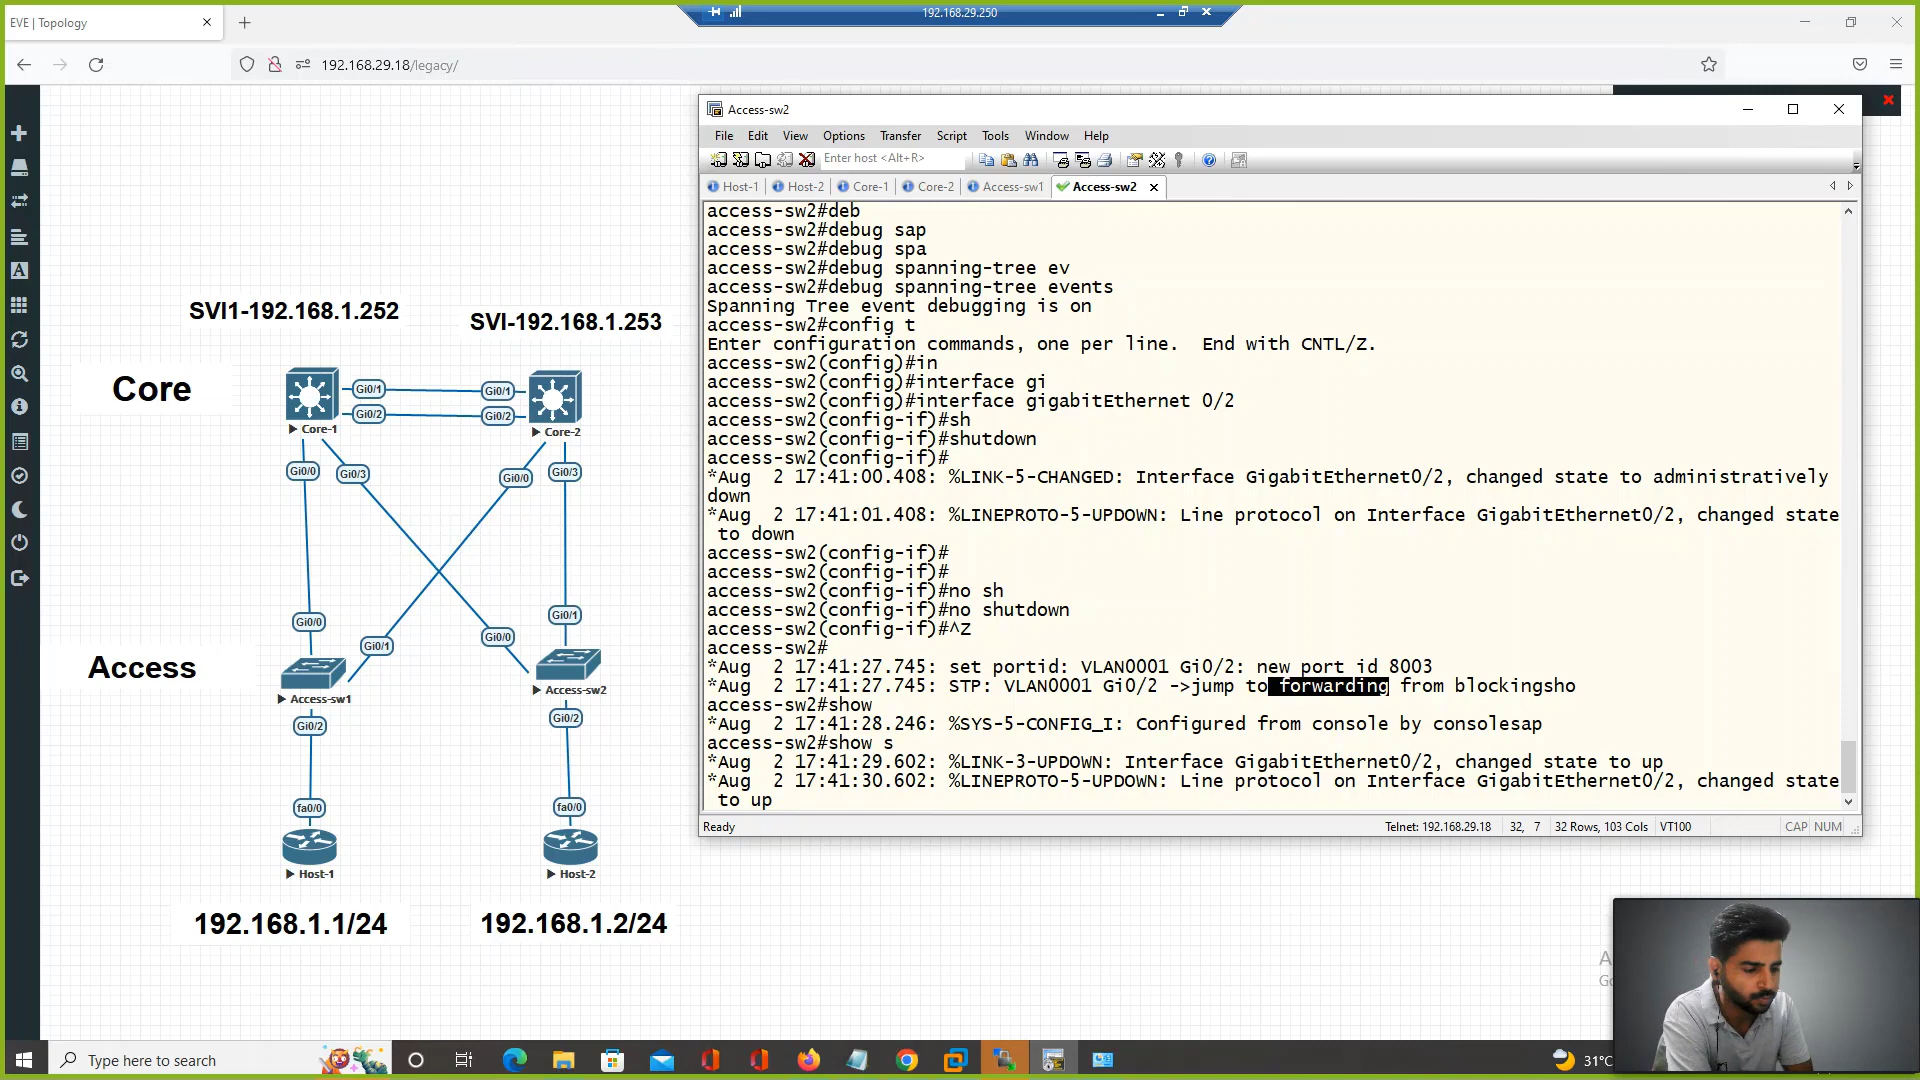 EVE | Topology
192.168.29.250
192.168.29.18/legacy/
Access-sw2
File Edit View Options Transfer Script Tools Window Help
Enter host <Alt+R>
Host-1 Host-2 Core-1 Core-2 Access-sw1 Access-sw2
access-sw2#deb
access-sw2#debug sap
access-sw2#debug spa
access-sw2#debug spanning-tree ev
access-sw2#debug spanning-tree events
Spanning Tree event debugging is on
access-sw2#config t
Enter configuration commands, one per line.  End with CNTL/Z.
access-sw2(config)#in
access-sw2(config)#interface gi
access-sw2(config)#interface gigabitEthernet 0/2
access-sw2(config-if)#sh
access-sw2(config-if)#shutdown
access-sw2(config-if)#
*Aug  2 17:41:00.408: %LINK-5-CHANGED: Interface GigabitEthernet0/2, changed state to administratively
down
*Aug  2 17:41:01.408: %LINEPROTO-5-UPDOWN: Line protocol on Interface GigabitEthernet0/2, changed state
to down
access-sw2(config-if)#
access-sw2(config-if)#
access-sw2(config-if)#no sh
access-sw2(config-if)#no shutdown
access-sw2(config-if)#^Z
access-sw2#
*Aug  2 17:41:27.745: set portid: VLAN0001 Gi0/2: new port id 8003
*Aug  2 17:41:27.745: STP: VLAN0001 Gi0/2 ->jump to forwarding from blockingsho
access-sw2#show
*Aug  2 17:41:28.246: %SYS-5-CONFIG_I: Configured from console by consolesap
access-sw2#show s
*Aug  2 17:41:29.602: %LINK-3-UPDOWN: Interface GigabitEthernet0/2, changed state to up
*Aug  2 17:41:30.602: %LINEPROTO-5-UPDOWN: Line protocol on Interface GigabitEthernet0/2, changed state
to up
Ready
Telnet: 192.168.29.18 32, 7 32 Rows, 103 Cols VT100 CAP NUM
SVI1-192.168.1.252
SVI-192.168.1.253
Core
Gi0/1 Gi0/1
Gi0/2 Gi0/2
Core-1 Core-2
Gi0/0 Gi0/3 Gi0/0 Gi0/3
Gi0/0 Gi0/1 Gi0/0 Gi0/1
Access
Access-sw1 Access-sw2
Gi0/2 Gi0/2
fa0/0 fa0/0
Host-1 Host-2
192.168.1.1/24 192.168.1.2/24
Type here to search
31°C